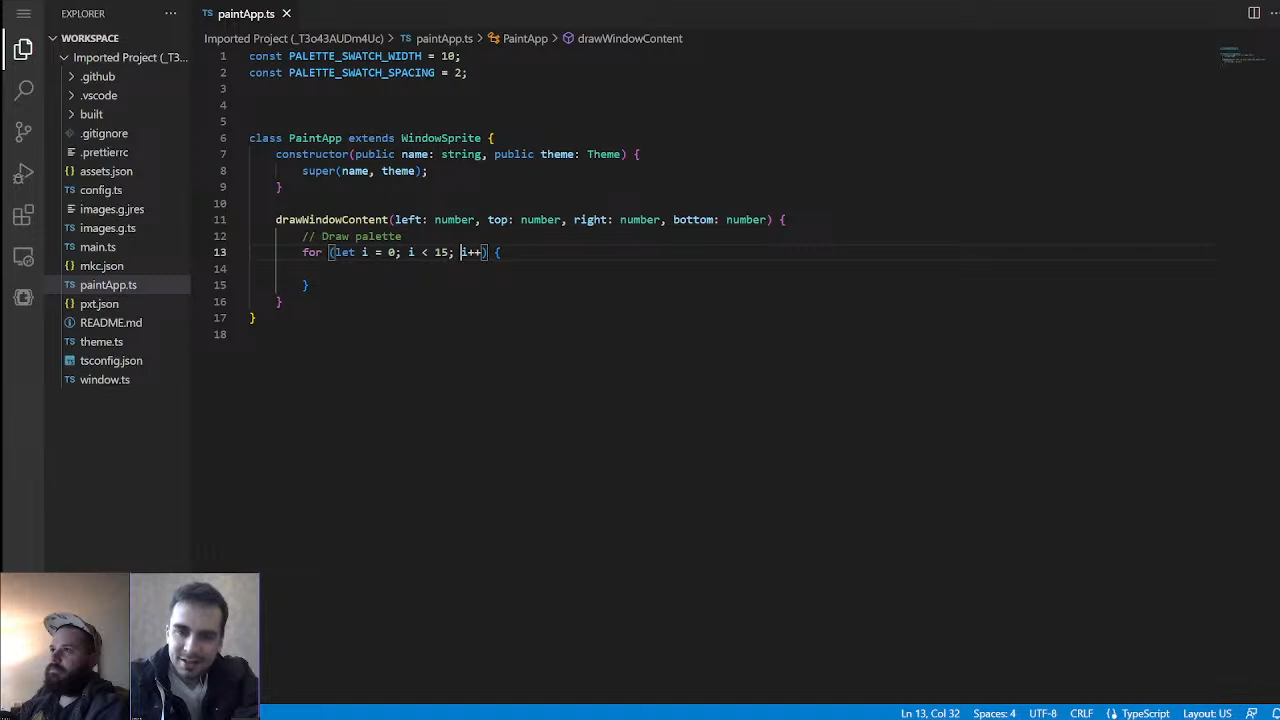 EXPLORER
WORKSPACE
Imported Project (_T3o...
.github
.vscode
built
.gitignore
.prettierrc
assets.json
config.ts
images.g.jres
images.g.ts
main.ts
mkc.json
paintApp.ts
pxt.json
README.md
theme.ts
tsconfig.json
window.ts
paintApp.ts
Imported Project (_T3o43AUDm4Uc) > TS paintApp.ts > PaintApp > drawWindowContent
1 const PALETTE_SWATCH_WIDTH = 10;
2 const PALETTE_SWATCH_SPACING = 2;
3
4
5
6 class PaintApp extends WindowSprite {
7 constructor(public name: string, public theme: Theme) {
8 super(name, theme);
9 }
10
11 drawWindowContent(left: number, top: number, right: number, bottom: number) {
12 // Draw palette
13 for (let i = 0; i < 15; i++) {
14
15 }
16 }
17 }
18
Ln 13, Col 32 Spaces: 4 UTF-8 CRLF TypeScript Layout: US